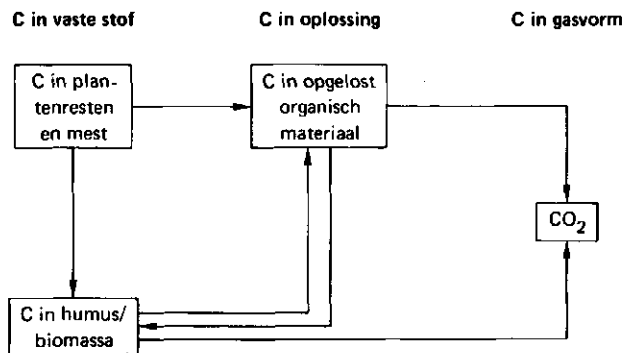 C in vaste stof
C in oplossing
C in gasvorm
C in plan-
tenresten
en mest
C in opgelost
organisch
materiaal
CO₂
C in humus/
biomassa